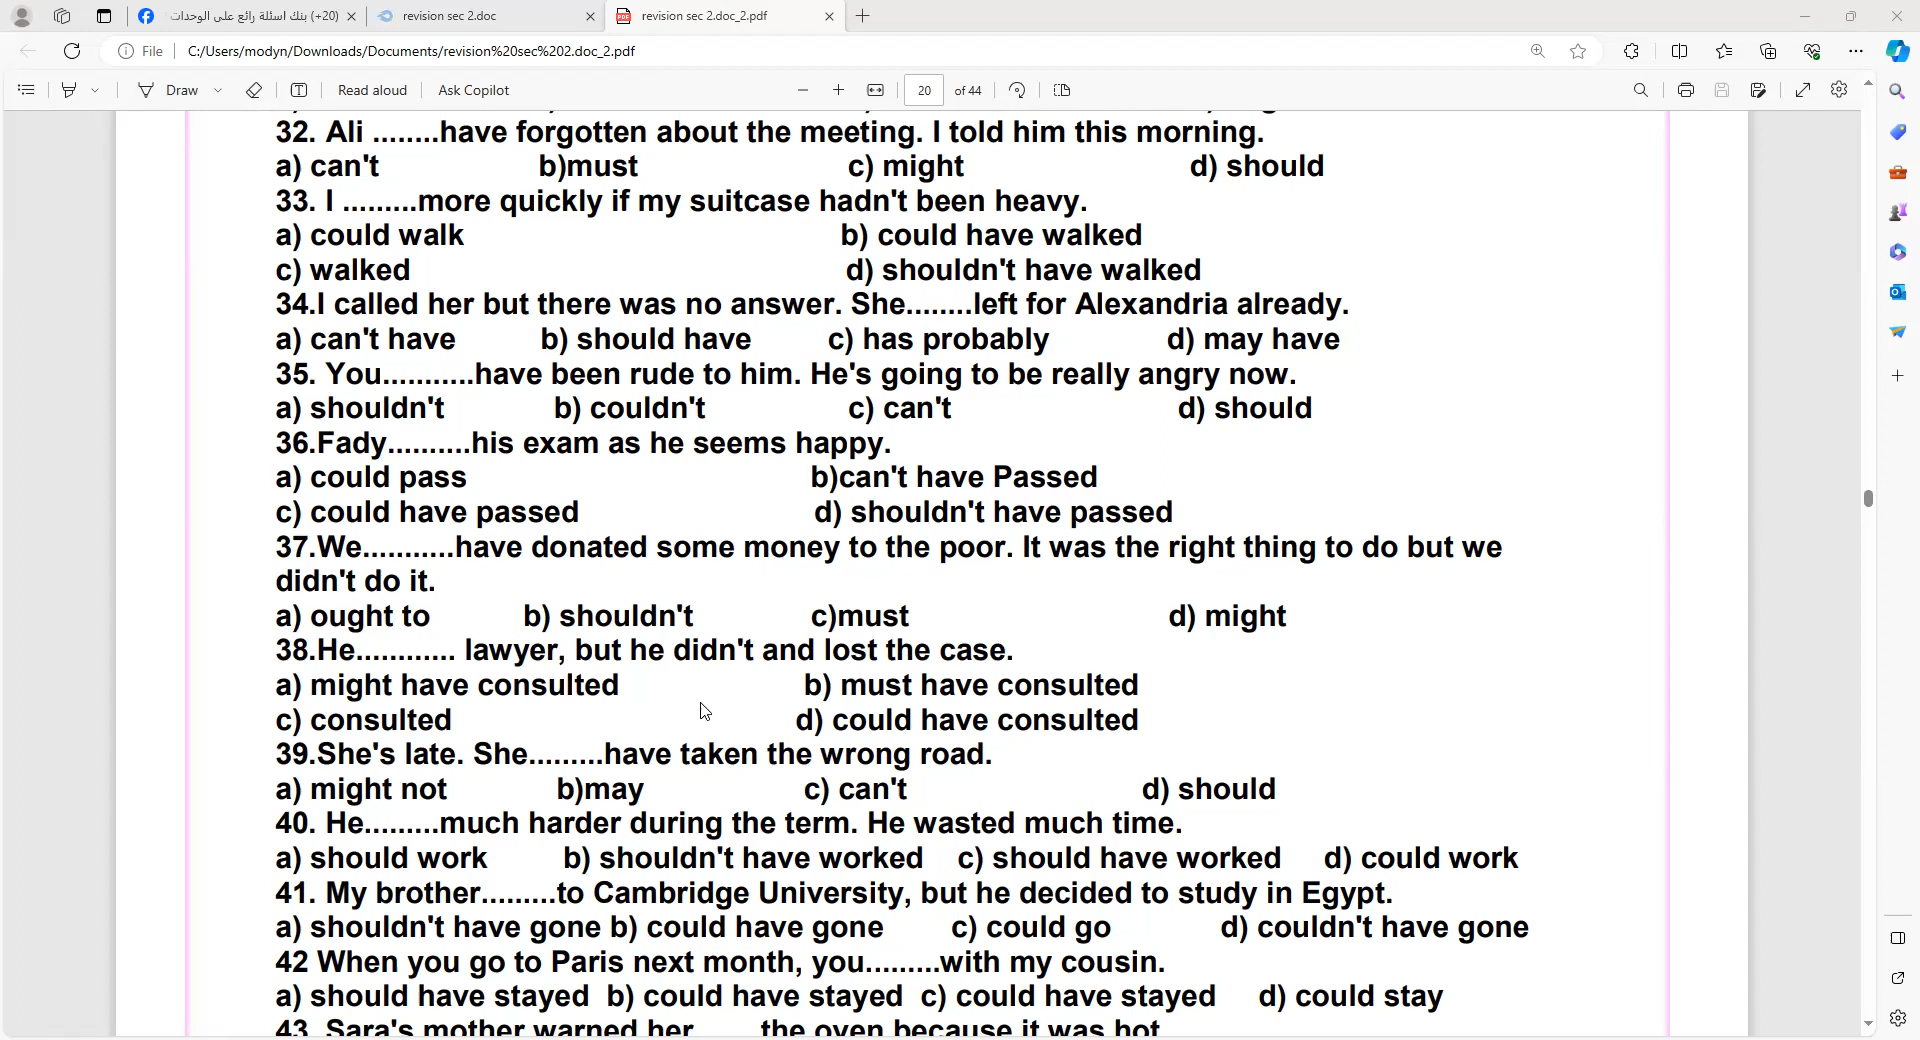 بنك اسئلة رائع على الوحدات (20+)
revision sec 2.doc
revision sec 2.doc_2.pdf
File
C:/Users/modyn/Downloads/Documents/revision%20sec%202.doc_2.pdf
Draw
Read aloud
Ask Copilot
20
of 44
32. Ali ........have forgotten about the meeting. I told him this morning.
a) can't b)must c) might d) should
33. I .........more quickly if my suitcase hadn't been heavy.
a) could walk b) could have walked
c) walked d) shouldn't have walked
34.I called her but there was no answer. She........left for Alexandria already.
a) can't have b) should have c) has probably d) may have
35. You...........have been rude to him. He's going to be really angry now.
a) shouldn't b) couldn't c) can't d) should
36.Fady..........his exam as he seems happy.
a) could pass b)can't have Passed
c) could have passed d) shouldn't have passed
37.We...........have donated some money to the poor. It was the right thing to do but we
didn't do it.
a) ought to b) shouldn't c)must d) might
38.He............ lawyer, but he didn't and lost the case.
a) might have consulted b) must have consulted
c) consulted d) could have consulted
39.She's late. She.........have taken the wrong road.
a) might not b)may c) can't d) should
40. He.........much harder during the term. He wasted much time.
a) should work b) shouldn't have worked c) should have worked d) could work
41. My brother.........to Cambridge University, but he decided to study in Egypt.
a) shouldn't have gone b) could have gone c) could go d) couldn't have gone
42 When you go to Paris next month, you.........with my cousin.
a) should have stayed b) could have stayed c) could have stayed d) could stay
43. Sara's mother warned her the oven because it was hot